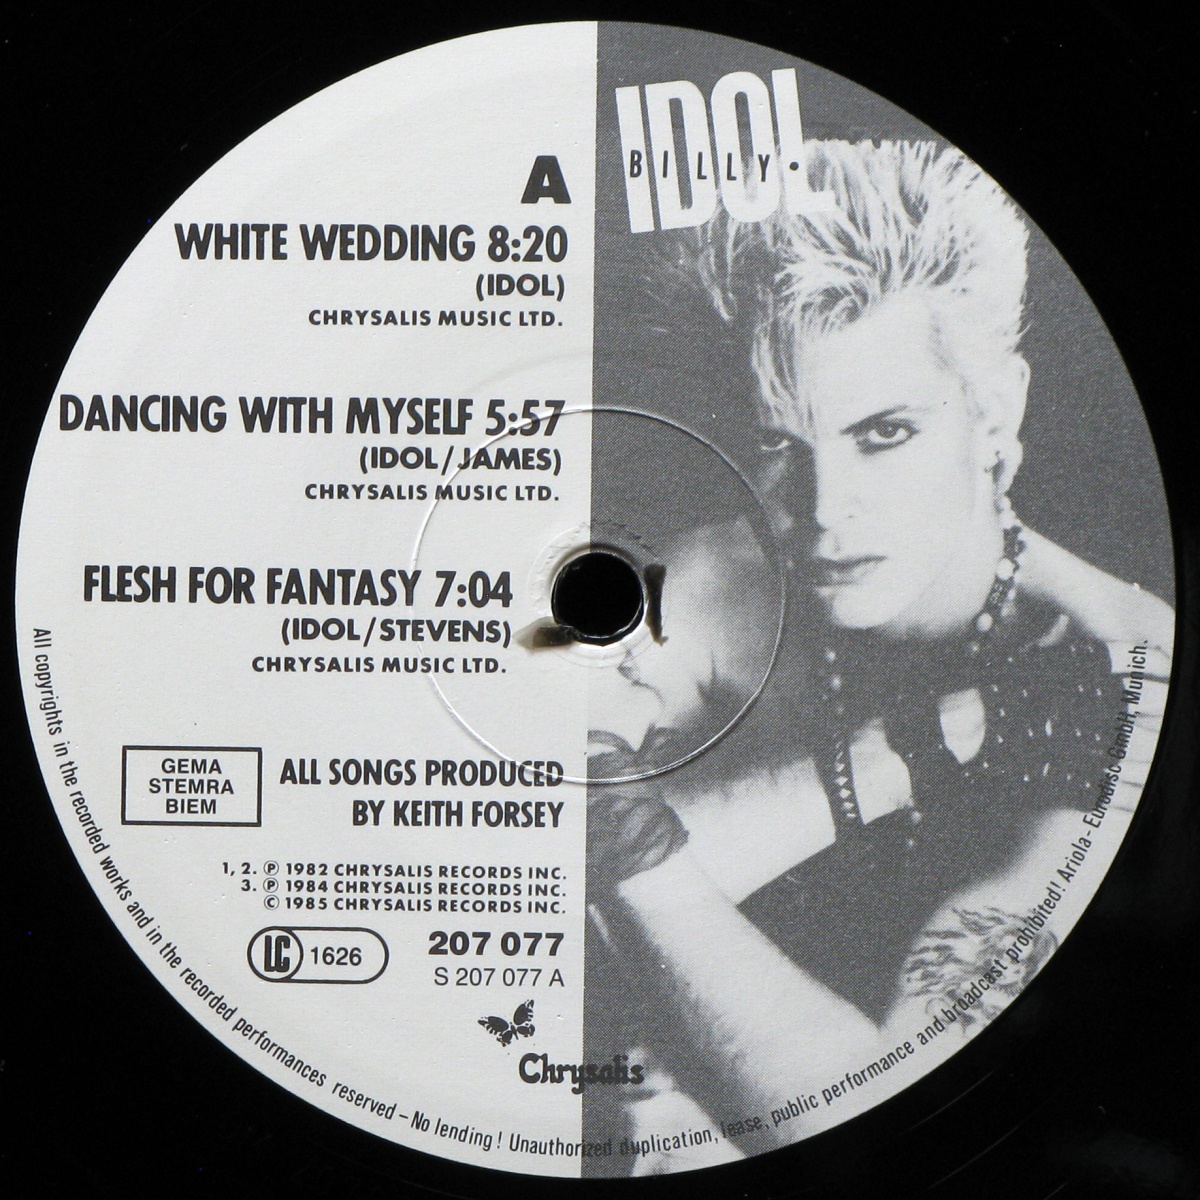 IDOL
BILLY•
A
WHITE WEDDING 8:20
(IDOL)
CHRYSALIS MUSIC LTD.
DANCING WITH MYSELF 5:57
(IDOL/JAMES)
CHRYSALIS MUSIC LTD.
FLESH FOR FANTASY 7:04
(IDOL/STEVENS)
CHRYSALIS MUSIC LTD.
GEMA
STEMRA
BIEM
ALL SONGS PRODUCED
BY KEITH FORSEY
1, 2. ℗ 1982 CHRYSALIS RECORDS INC.
3. ℗ 1984 CHRYSALIS RECORDS INC.
© 1985 CHRYSALIS RECORDS INC.
LC 1626
207 077
S 207 077 A
Chrysalis
All copyrights in the recorded works and in the recorded performances reserved – No lending! Unauthorized duplication, lease, public performance and broadcast prohibited! Ariola - Eurodisc GmbH, Munich.